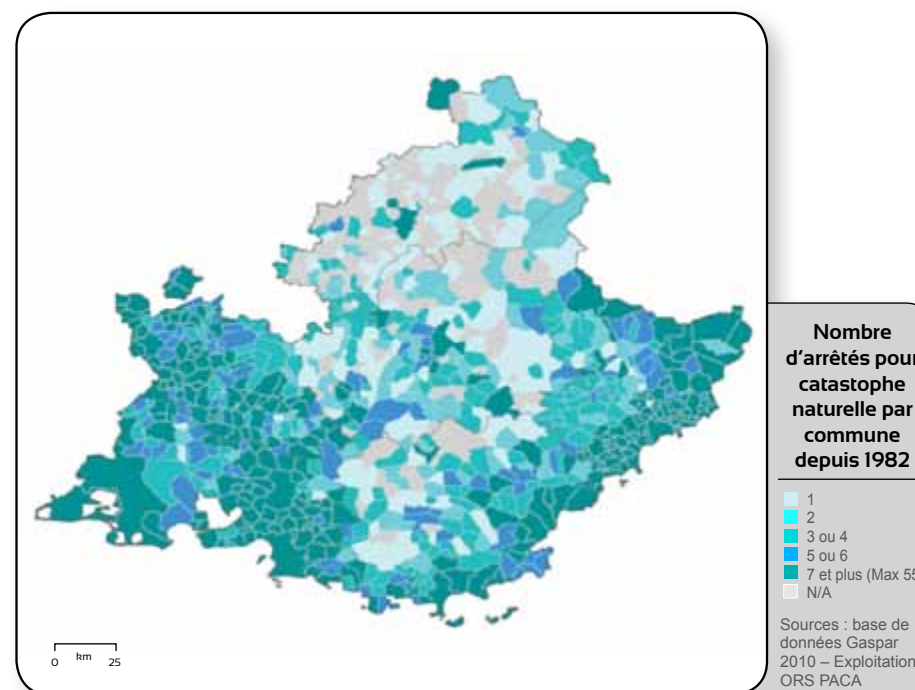 Nombre
d'arrêtés pour
catastophe
naturelle par
commune
depuis 1982
1
2
3 ou 4
5 ou 6
7 et plus (Max 55
N/A
Sources : base de
données Gaspar
2010 – Exploitation
ORS PACA
0 km 25